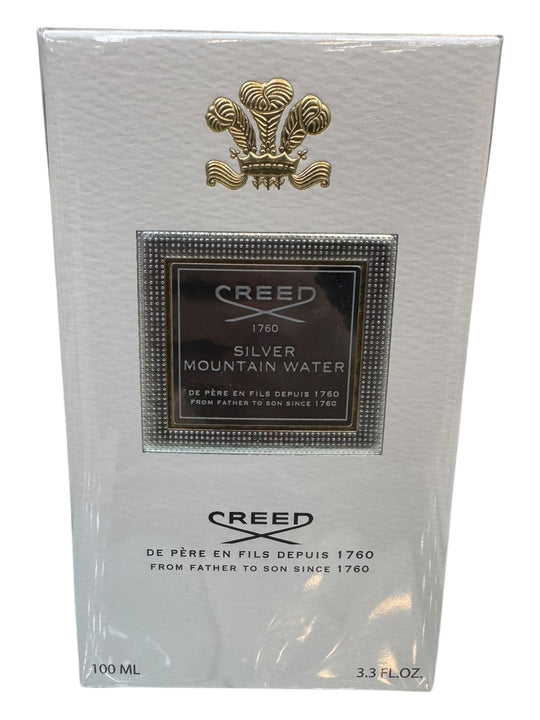 CREED
1760
SILVER
MOUNTAIN WATER
DE PÈRE EN FILS DEPUIS 1760
FROM FATHER TO SON SINCE 1760
CREED
DE PÈRE EN FILS DEPUIS 1760
FROM FATHER TO SON SINCE 1760
100 ML
3.3 FL.OZ.